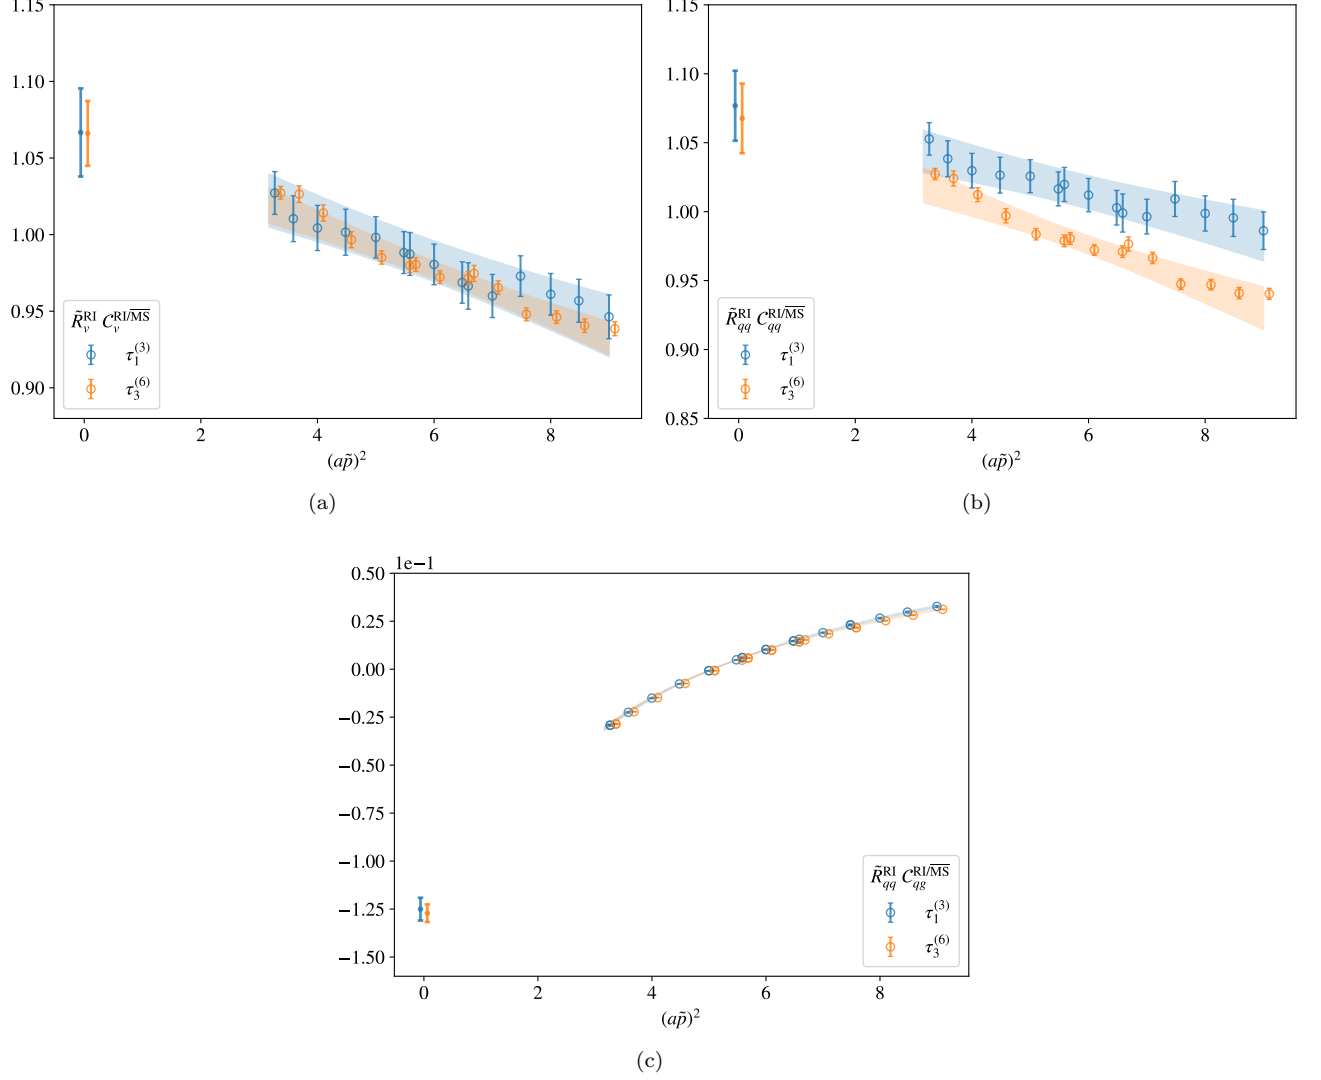 1.15
1.10
1.05
1.00
0.95
0.90
R̃_v^RI C_v^RI/M̅S̅
τ_1^(3)
τ_3^(6)
0 2 4 6 8
(ap̃)²
(a)
1.15
1.10
1.05
1.00
0.95
0.90
0.85
R̃_qq^RI C_qq^RI/M̅S̅
τ_1^(3)
τ_3^(6)
0 2 4 6 8
(ap̃)²
(b)
1e−1
0.50
0.25
0.00
−0.25
−0.50
−0.75
−1.00
−1.25
−1.50
R̃_qq^RI C_qg^RI/M̅S̅
τ_1^(3)
τ_3^(6)
0 2 4 6 8
(ap̃)²
(c)